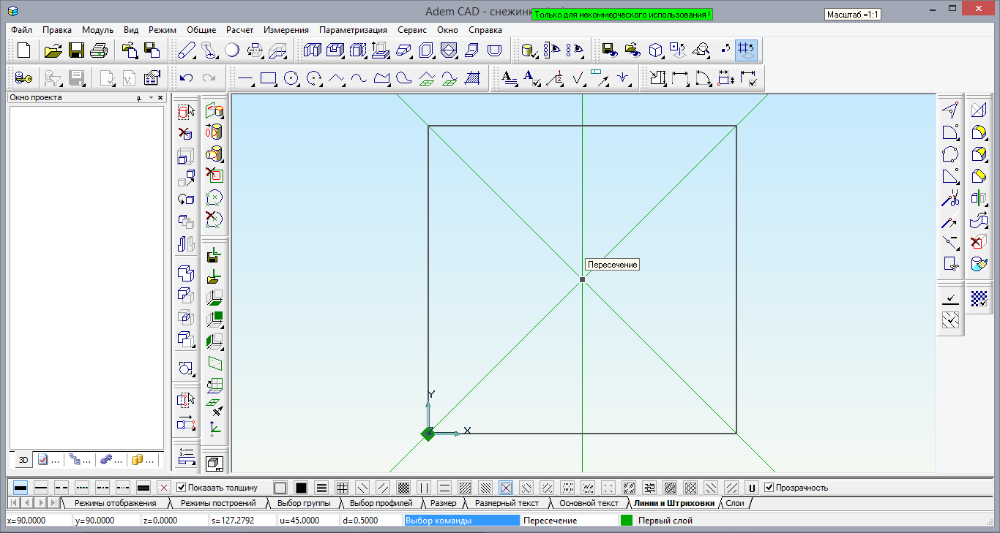 Adem CAD - снежинк
Только для некоммерческого использования !
Масштаб =1:1
Файл Правка Модуль Вид Режим Общие Расчет Измерения Параметризация Сервис Окно Справка
Окно проекта
Пересечение
Y
Z
X
3D ... ... ... ...
Показать толщину
U
Прозрачность
Режимы отображения Режимы построений Выбор группы Выбор профилей Размер Размерный текст Основной текст Линии и Штриховки Слои
x=90.0000 y=90.0000 z=0.0000 s=127.2792 u=45.0000 d=0.5000 Выбор команды Пересечение Первый слой